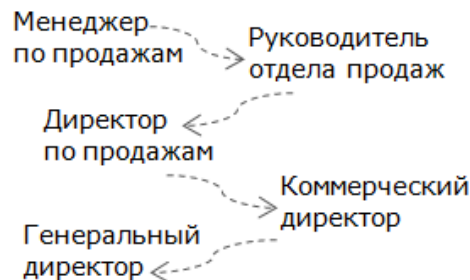 Менеджер
по продажам
Руководитель
отдела продаж
Директор
по продажам
Коммерческий
директор
Генеральный
директор